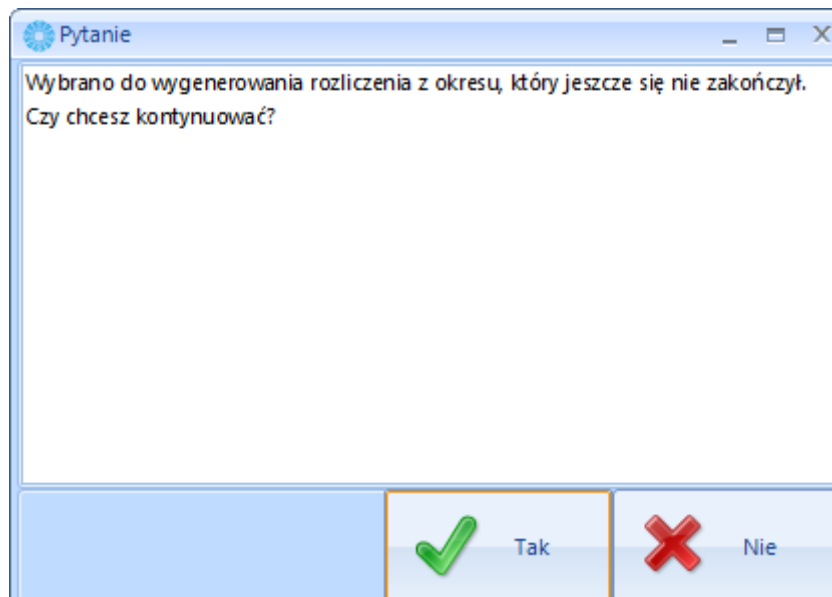 Pytanie
Wybrano do wygenerowania rozliczenia z okresu, który jeszcze się nie zakończył.
Czy chcesz kontynuować?
Tak
Nie